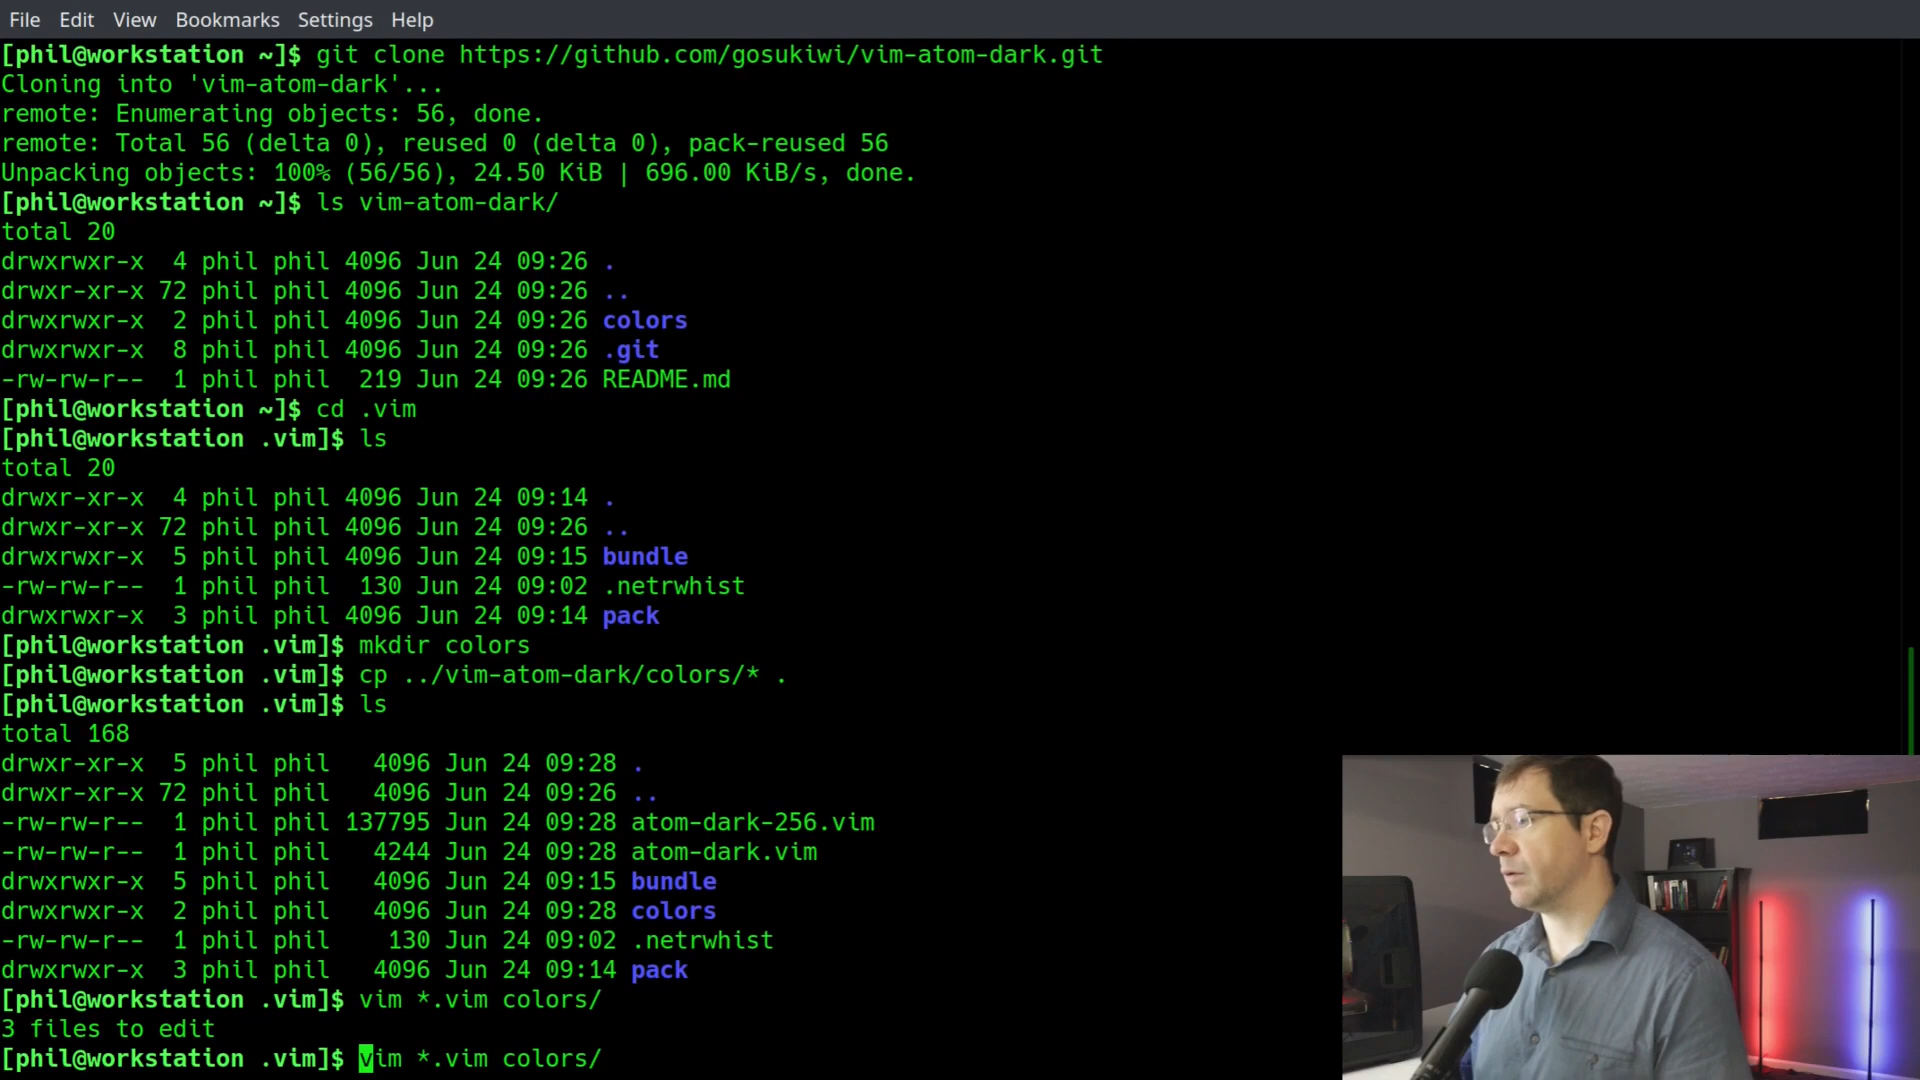 File Edit View Bookmarks Settings Help
[phil@workstation ~]$ git clone https://github.com/gosukiwi/vim-atom-dark.git
Cloning into 'vim-atom-dark'...
remote: Enumerating objects: 56, done.
remote: Total 56 (delta 0), reused 0 (delta 0), pack-reused 56
Unpacking objects: 100% (56/56), 24.50 KiB | 696.00 KiB/s, done.
[phil@workstation ~]$ ls vim-atom-dark/
total 20
drwxrwxr-x  4 phil phil 4096 Jun 24 09:26 .
drwxr-xr-x 72 phil phil 4096 Jun 24 09:26 ..
drwxrwxr-x  2 phil phil 4096 Jun 24 09:26 colors
drwxrwxr-x  8 phil phil 4096 Jun 24 09:26 .git
-rw-rw-r--  1 phil phil  219 Jun 24 09:26 README.md
[phil@workstation ~]$ cd .vim
[phil@workstation .vim]$ ls
total 20
drwxr-xr-x  4 phil phil 4096 Jun 24 09:14 .
drwxr-xr-x 72 phil phil 4096 Jun 24 09:26 ..
drwxrwxr-x  5 phil phil 4096 Jun 24 09:15 bundle
-rw-rw-r--  1 phil phil  130 Jun 24 09:02 .netrwhist
drwxrwxr-x  3 phil phil 4096 Jun 24 09:14 pack
[phil@workstation .vim]$ mkdir colors
[phil@workstation .vim]$ cp ../vim-atom-dark/colors/* .
[phil@workstation .vim]$ ls
total 168
drwxr-xr-x  5 phil phil   4096 Jun 24 09:28 .
drwxr-xr-x 72 phil phil   4096 Jun 24 09:26 ..
-rw-rw-r--  1 phil phil 137795 Jun 24 09:28 atom-dark-256.vim
-rw-rw-r--  1 phil phil   4244 Jun 24 09:28 atom-dark.vim
drwxrwxr-x  5 phil phil   4096 Jun 24 09:15 bundle
drwxrwxr-x  2 phil phil   4096 Jun 24 09:28 colors
-rw-rw-r--  1 phil phil    130 Jun 24 09:02 .netrwhist
drwxrwxr-x  3 phil phil   4096 Jun 24 09:14 pack
[phil@workstation .vim]$ vim *.vim colors/
3 files to edit
[phil@workstation .vim]$ vim *.vim colors/